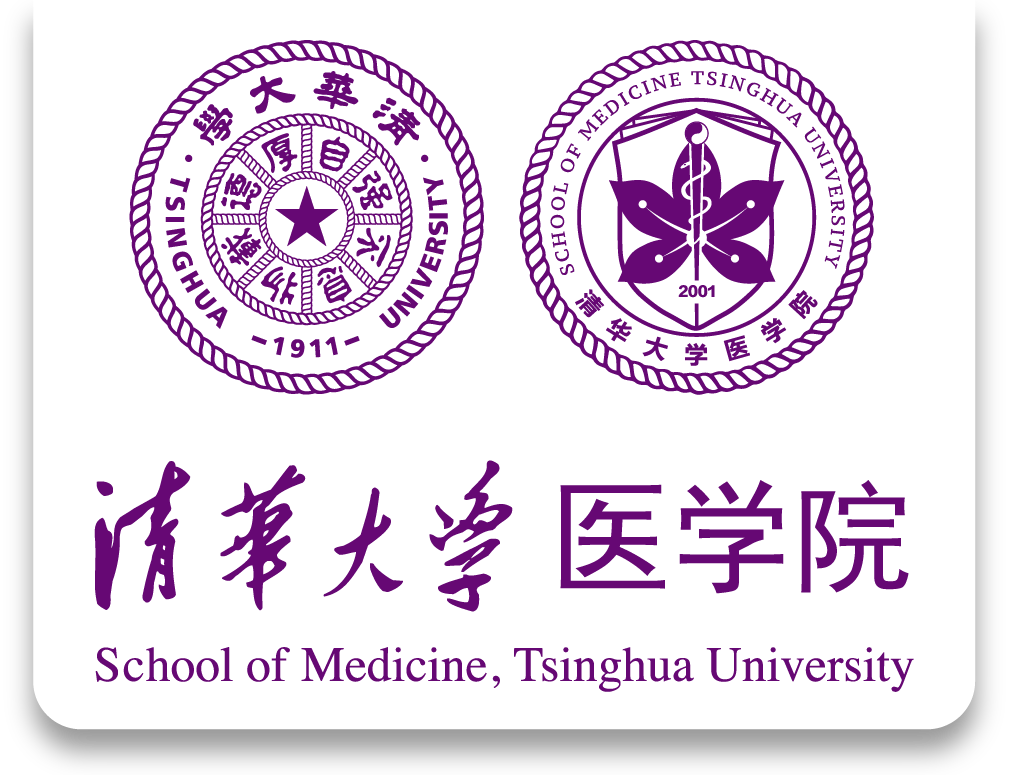 清華大學
TSINGHUA UNIVERSITY
-1911-
自强不息
厚德載物
SCHOOL OF MEDICINE TSINGHUA UNIVERSITY
2001
清华大学医学院
清華大学医学院
School of Medicine, Tsinghua University